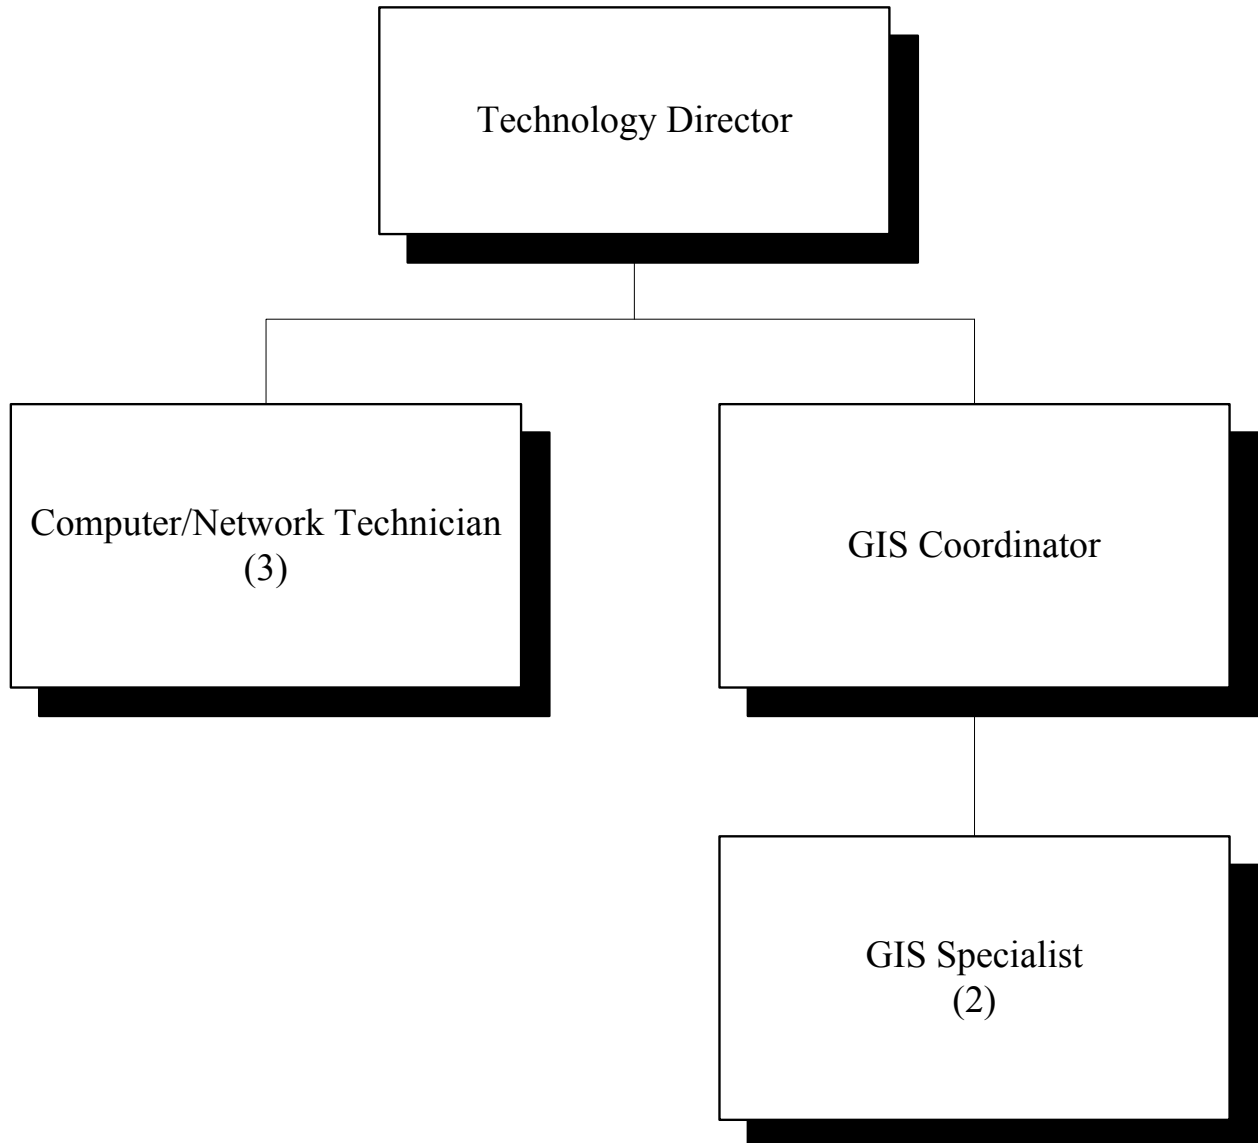 Technology Director
Computer/Network Technician
(3)
GIS Coordinator
GIS Specialist
(2)